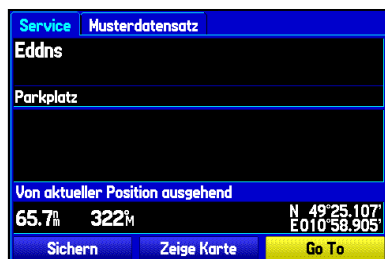 Service Musterdatensatz
Eddns
Parkplatz
Von aktueller Position ausgehend
65.7nm 322°M N 49°25.107'
E010°58.905'
Sichern Zeige Karte Go To